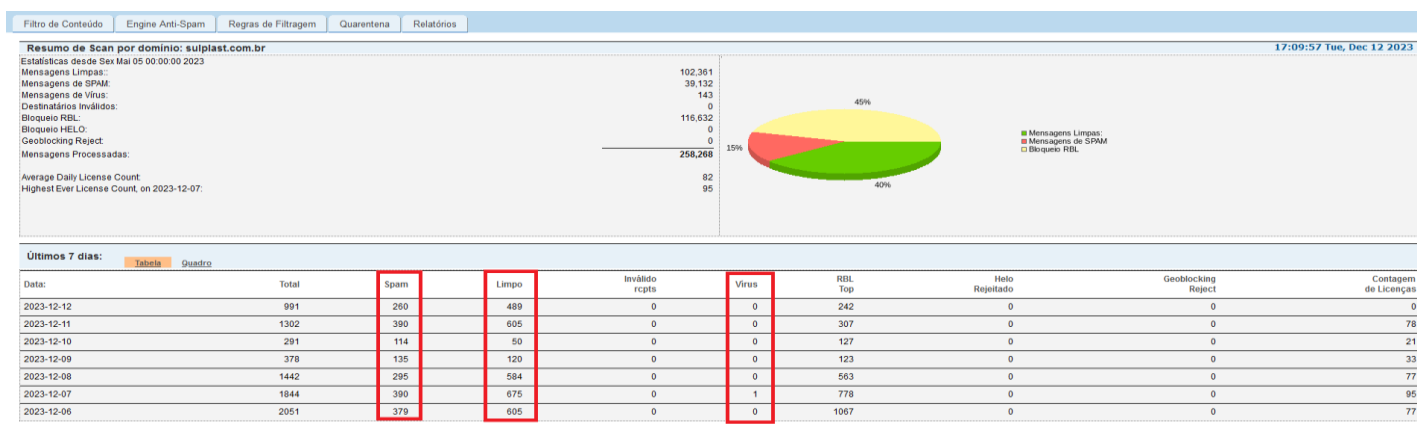 Filtro de Conteúdo Engine Anti-Spam Regras de Filtragem Quarentena Relatórios
Resumo de Scan por domínio: sulplast.com.br 17:09:57 Tue, Dec 12 2023
Estatísticas desde Sex Mai 05 00:00:00 2023
Mensagens Limpas:: 102,361
Mensagens de SPAM: 39,132
Mensagens de Vírus: 143
Destinatários Inválidos: 0
Bloqueio RBL: 116,632
Bloqueio HELO: 0
Geoblocking Reject: 0
Mensagens Processadas: 258,268
Average Daily License Count: 82
Highest Ever License Count, on 2023-12-07: 95
45%
15%
40%
Mensagens Limpas:
Mensagens de SPAM
Bloqueio RBL
Últimos 7 dias: Tabela Quadro
Data: Total Spam Limpo Inválido rcpts Virus RBL Top Helo Rejeitado Geoblocking Reject Contagem de Licenças
2023-12-12 991 260 489 0 0 242 0 0 0
2023-12-11 1302 390 605 0 0 307 0 0 78
2023-12-10 291 114 50 0 0 127 0 0 21
2023-12-09 378 135 120 0 0 123 0 0 33
2023-12-08 1442 295 584 0 0 563 0 0 77
2023-12-07 1844 390 675 0 1 778 0 0 95
2023-12-06 2051 379 605 0 0 1067 0 0 77